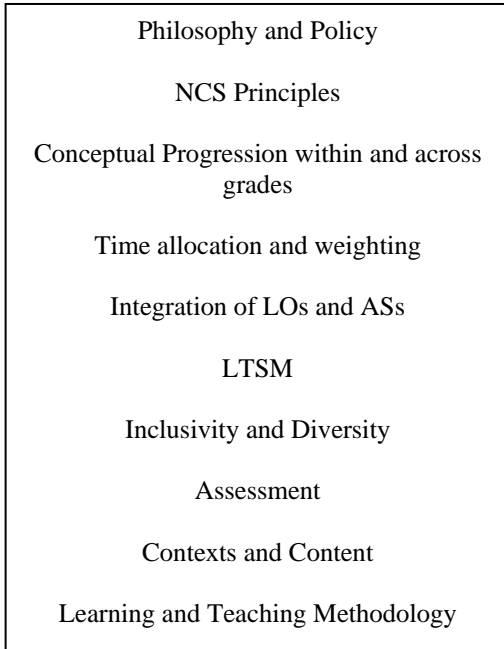 Philosophy and Policy
NCS Principles
Conceptual Progression within and across
grades
Time allocation and weighting
Integration of LOs and ASs
LTSM
Inclusivity and Diversity
Assessment
Contexts and Content
Learning and Teaching Methodology